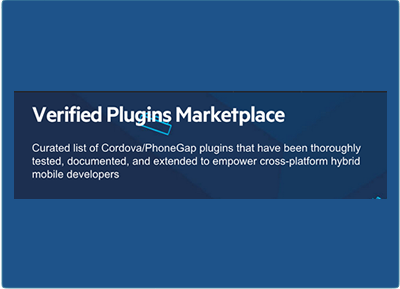 Verified Plugins Marketplace
Curated list of Cordova/PhoneGap plugins that have been thoroughly
tested, documented, and extended to empower cross-platform hybrid
mobile developers